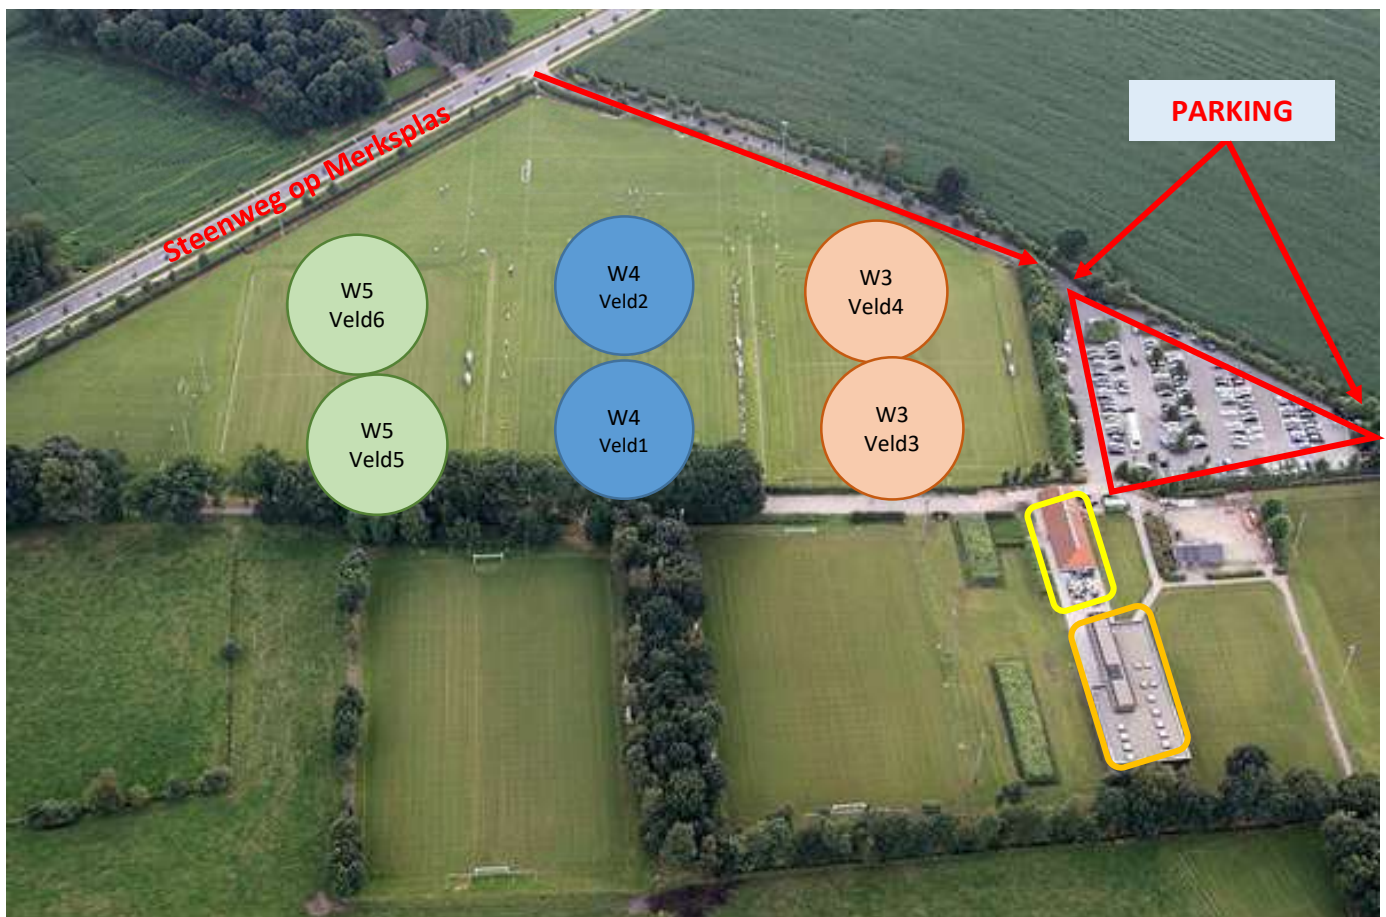 PARKING
Steenweg op Merksplas
W5
Veld6
W4
Veld2
W3
Veld4
W5
Veld5
W4
Veld1
W3
Veld3